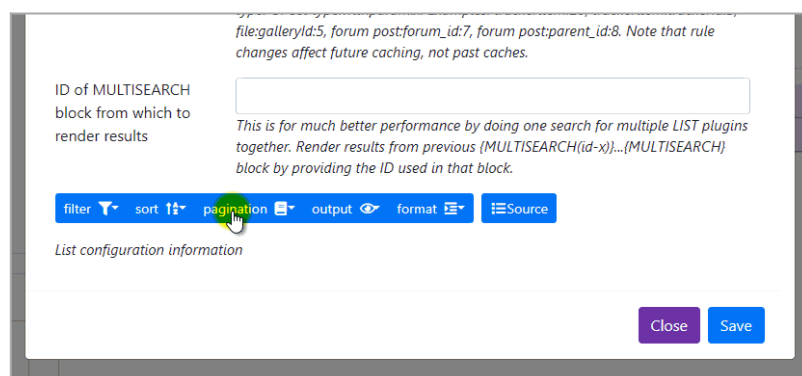 file:galleryId:5, forum post:forum_id:7, forum post:parent_id:8. Note that rule
changes affect future caching, not past caches.
ID of MULTISEARCH
block from which to
render results
This is for much better performance by doing one search for multiple LIST plugins
together. Render results from previous {MULTISEARCH(id-x)}...{MULTISEARCH}
block by providing the ID used in that block.
filter sort pagination output format Source
List configuration information
Close Save